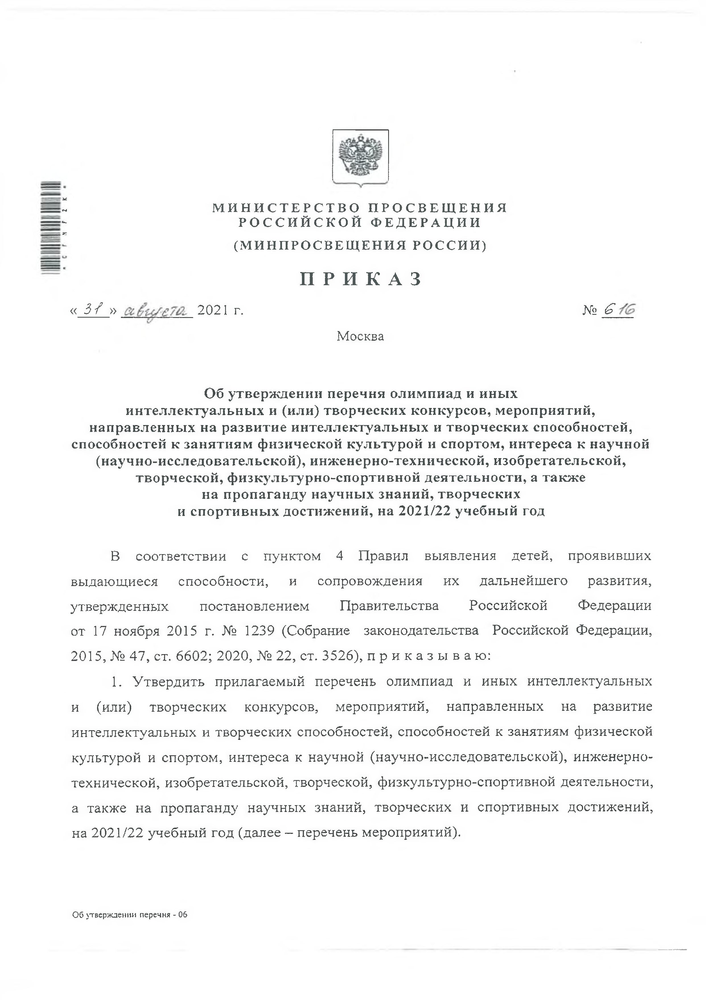 МИНИСТЕРСТВО ПРОСВЕЩЕНИЯ
РОССИЙСКОЙ ФЕДЕРАЦИИ
(МИНПРОСВЕЩЕНИЯ РОССИИ)
П Р И К А З
« 31 » августа 2021 г. № 616
Москва
Об утверждении перечня олимпиад и иных
интеллектуальных и (или) творческих конкурсов, мероприятий,
направленных на развитие интеллектуальных и творческих способностей,
способностей к занятиям физической культурой и спортом, интереса к научной
(научно-исследовательской), инженерно-технической, изобретательской,
творческой, физкультурно-спортивной деятельности, а также
на пропаганду научных знаний, творческих
и спортивных достижений, на 2021/22 учебный год
В соответствии с пунктом 4 Правил выявления детей, проявивших
выдающиеся способности, и сопровождения их дальнейшего развития,
утвержденных постановлением Правительства Российской Федерации
от 17 ноября 2015 г. № 1239 (Собрание законодательства Российской Федерации,
2015, № 47, ст. 6602; 2020, № 22, ст. 3526), п р и к а з ы в а ю:
1. Утвердить прилагаемый перечень олимпиад и иных интеллектуальных
и (или) творческих конкурсов, мероприятий, направленных на развитие
интеллектуальных и творческих способностей, способностей к занятиям физической
культурой и спортом, интереса к научной (научно-исследовательской), инженерно-
технической, изобретательской, творческой, физкультурно-спортивной деятельности,
а также на пропаганду научных знаний, творческих и спортивных достижений,
на 2021/22 учебный год (далее – перечень мероприятий).
Об утверждении перечня - 06